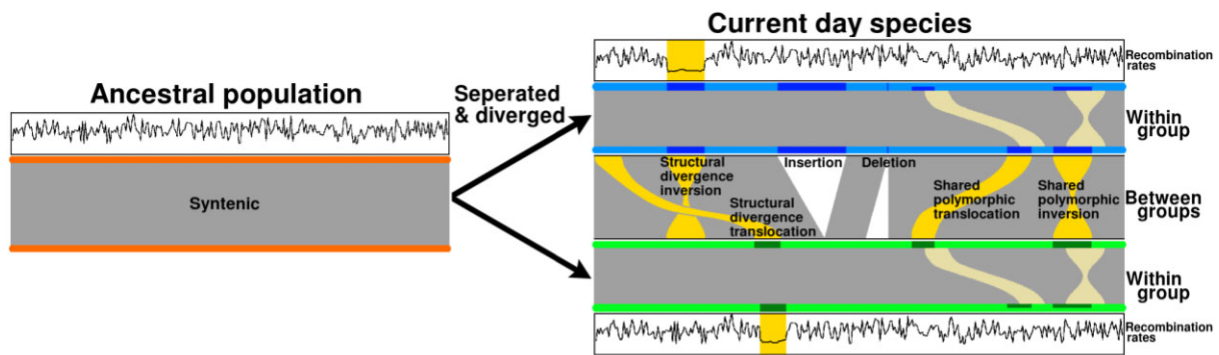 Current day species
Recombination
rates
Ancestral population
Seperated
& diverged
Within
group
Syntenic
Structural
divergence
inversion
Insertion
Deletion
Structural
divergence
translocation
Shared
polymorphic
translocation
Shared
polymorphic
inversion
Between
groups
Within
group
Recombination
rates